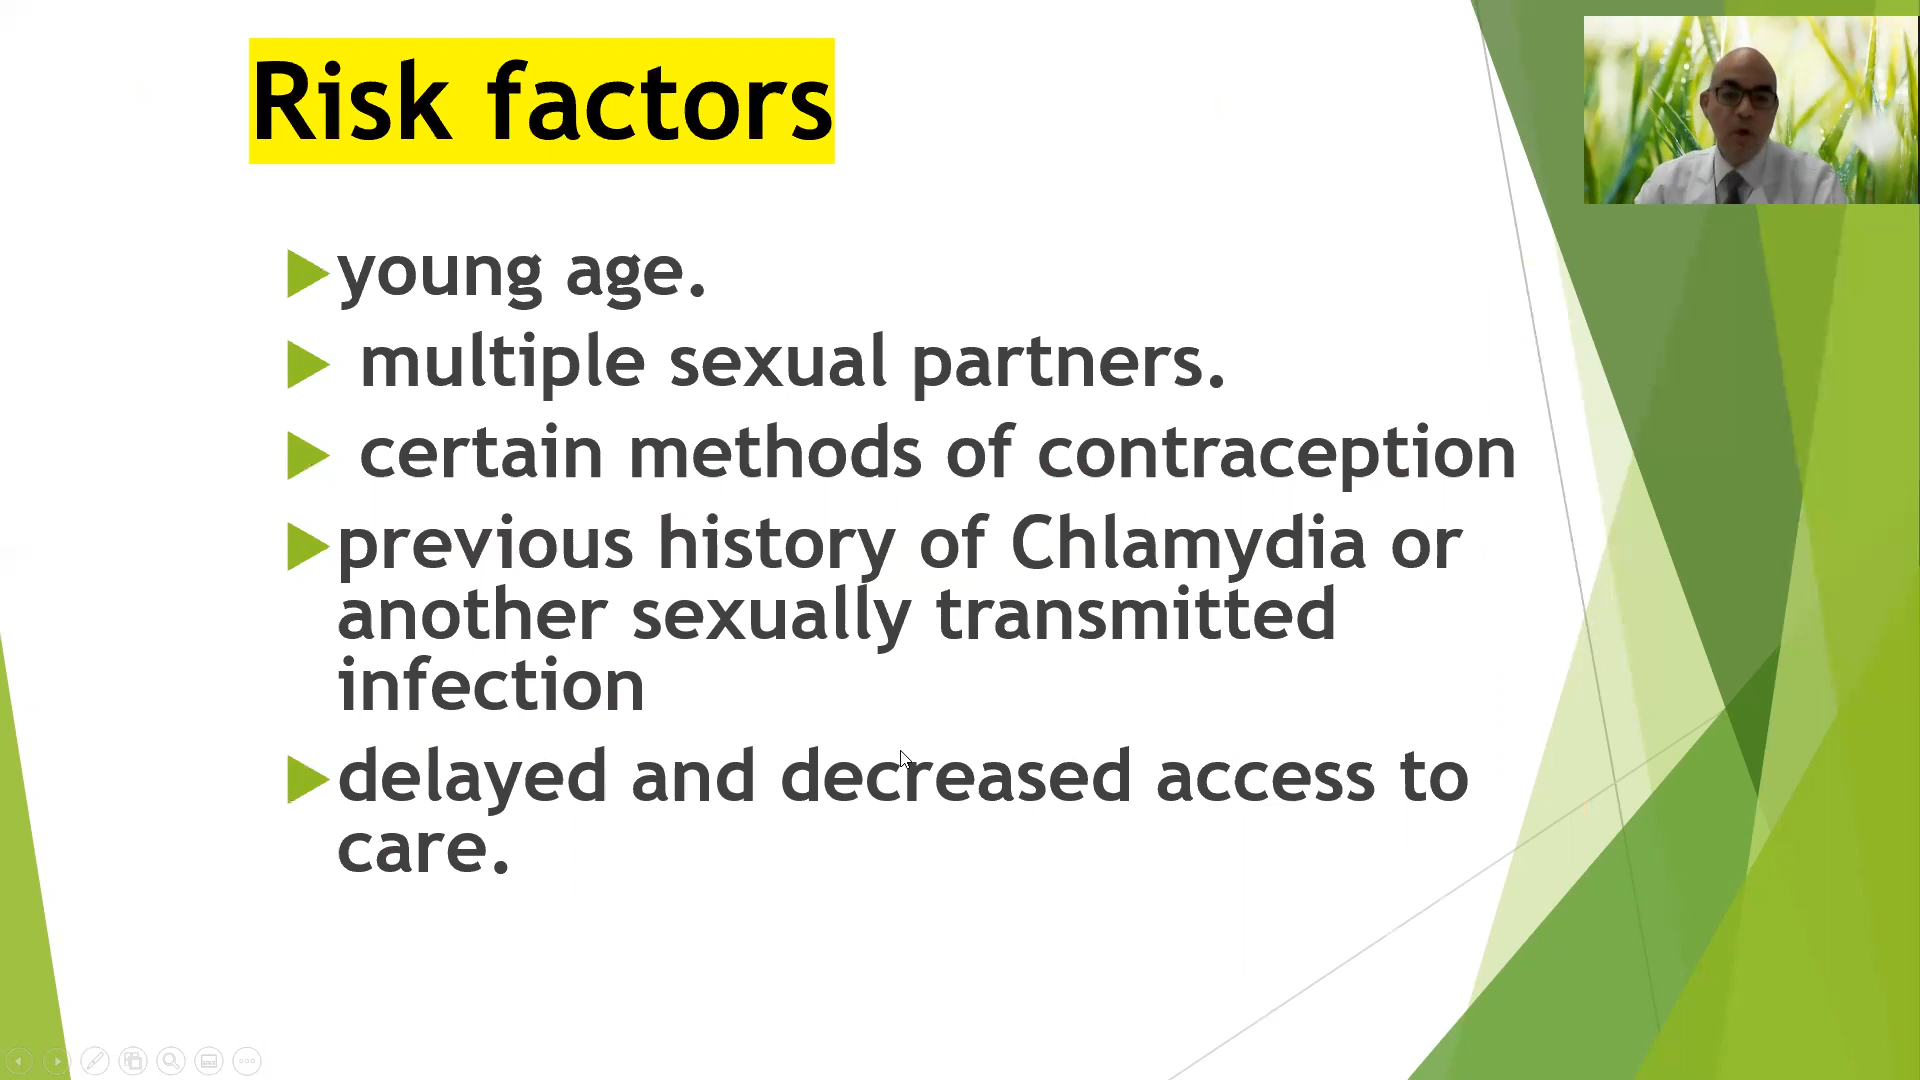 Risk factors
young age.
multiple sexual partners.
certain methods of contraception
previous history of Chlamydia or
another sexually transmitted
infection
delayed and decreased access to
care.